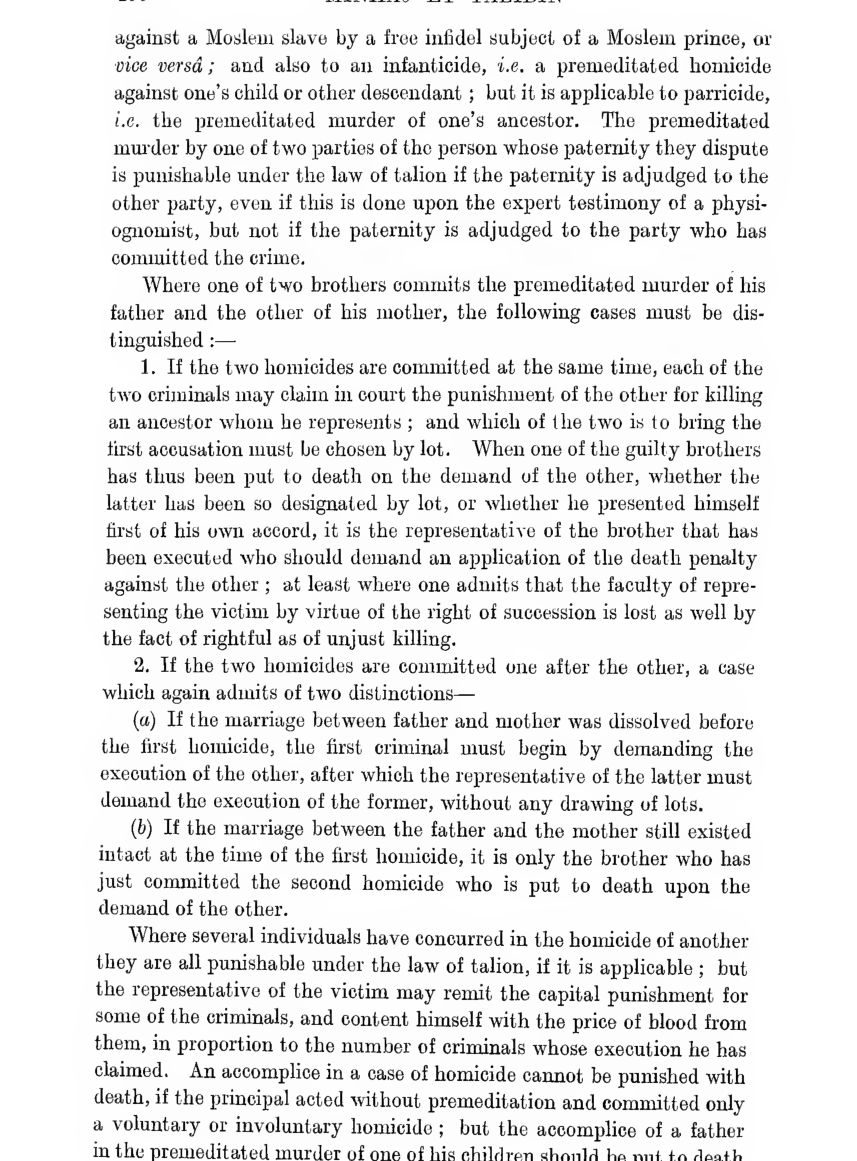 against a Moslem slave by a free infidel subject of a Moslem prince, or
vice versâ ; and also to an infanticide, i.e. a premeditated homicide
against one's child or other descendant ; but it is applicable to parricide,
i.e. the premeditated murder of one's ancestor. The premeditated
murder by one of two parties of the person whose paternity they dispute
is punishable under the law of talion if the paternity is adjudged to the
other party, even if this is done upon the expert testimony of a physi-
ognomist, but not if the paternity is adjudged to the party who has
committed the crime.
Where one of two brothers commits the premeditated murder of his
father and the other of his mother, the following cases must be dis-
tinguished :—
1. If the two homicides are committed at the same time, each of the
two criminals may claim in court the punishment of the other for killing
an ancestor whom he represents ; and which of the two is to bring the
first accusation must be chosen by lot. When one of the guilty brothers
has thus been put to death on the demand of the other, whether the
latter has been so designated by lot, or whether he presented himself
first of his own accord, it is the representative of the brother that has
been executed who should demand an application of the death penalty
against the other ; at least where one admits that the faculty of repre-
senting the victim by virtue of the right of succession is lost as well by
the fact of rightful as of unjust killing.
2. If the two homicides are committed one after the other, a case
which again admits of two distinctions—
(a) If the marriage between father and mother was dissolved before
the first homicide, the first criminal must begin by demanding the
execution of the other, after which the representative of the latter must
demand the execution of the former, without any drawing of lots.
(b) If the marriage between the father and the mother still existed
intact at the time of the first homicide, it is only the brother who has
just committed the second homicide who is put to death upon the
demand of the other.
Where several individuals have concurred in the homicide of another
they are all punishable under the law of talion, if it is applicable ; but
the representative of the victim may remit the capital punishment for
some of the criminals, and content himself with the price of blood from
them, in proportion to the number of criminals whose execution he has
claimed. An accomplice in a case of homicide cannot be punished with
death, if the principal acted without premeditation and committed only
a voluntary or involuntary homicide ; but the accomplice of a father
in the premeditated murder of one of his children should be put to death